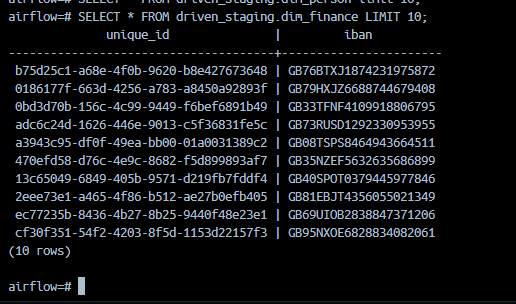 airflow=# SELECT * FROM driven_staging.dim_person limit 10;
airflow=# SELECT * FROM driven_staging.dim_finance LIMIT 10;
unique_id | iban
--------------------------------------+------------------------
b75d25c1-a68e-4f0b-9620-b8e427673648 | GB76BTXJ1874231975872
0186177f-663d-4256-a783-a8450a92893f | GB79HXJZ6688744679408
0bd3d70b-156c-4c99-9449-f6bef6891b49 | GB33TFNF4109918806795
adc6c24d-1626-446e-9013-c5f36831fe5c | GB73RUSD1292330953955
a3943c95-df0f-49ea-bb00-01a0031389c2 | GB08TSPS8464943664511
470efd58-d76c-4e9c-8682-f5d899893af7 | GB35NZEF5632635686899
13c65049-6849-405b-9571-d219fb7fddf4 | GB40SPOT0379445977846
2eee73e1-a465-4f86-b512-ae27b0efb405 | GB81EBJT4356055021349
ec77235b-8436-4b27-8b25-9440f48e23e1 | GB69UIOB2838847371206
cf30f351-54f2-4203-8f5d-1153d22157f3 | GB95NXOE6828834082061
(10 rows)
airflow=#